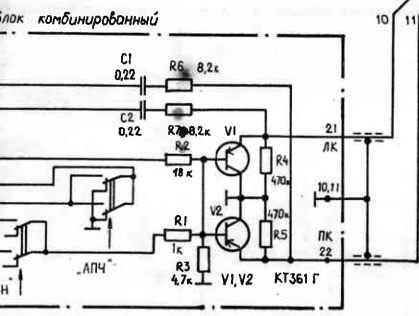 блок комбинированный
10
11
C1
0,22
R6 8,2к
C2
0,22
R7 8,2к
R2
18 к
V1
21
ЛК
R4
470к
10,11
V2
470к
R5
R1
1к
ПК
22
„АПЧ"
R3
4,7к
V1, V2 КТ361 Г
Н